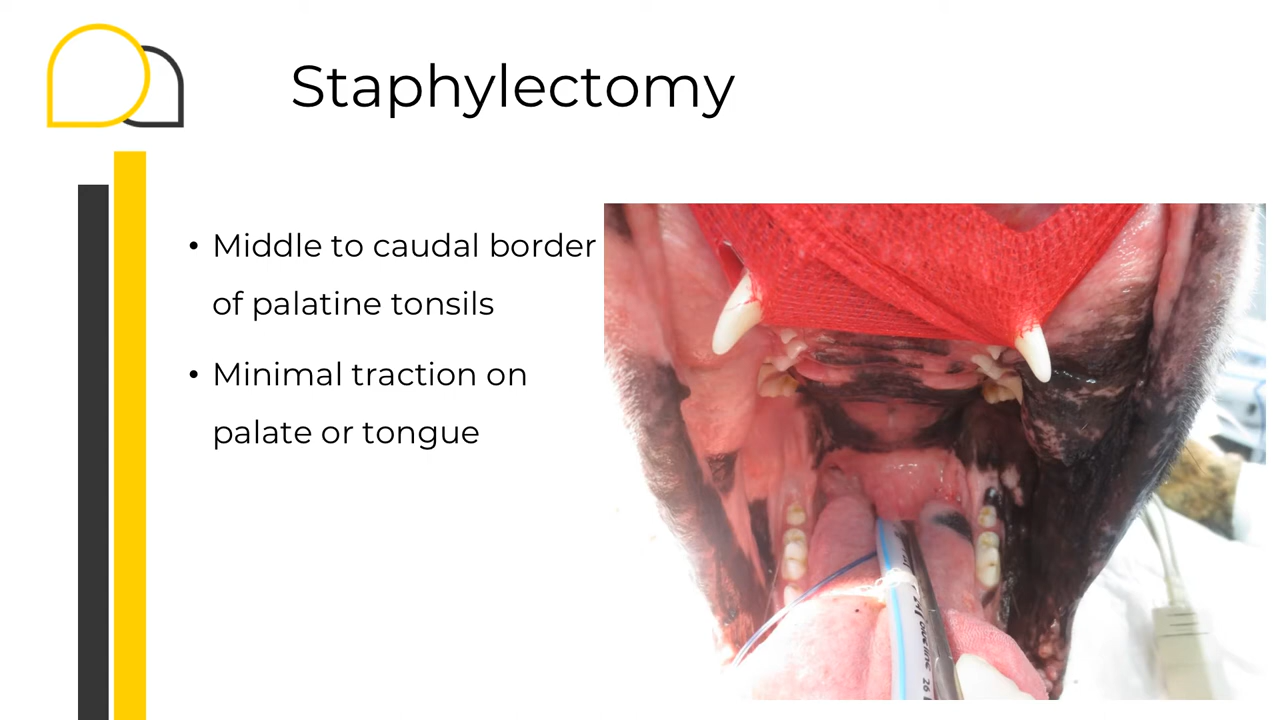 Staphylectomy
• Middle to caudal border
of palatine tonsils
• Minimal traction on
palate or tongue